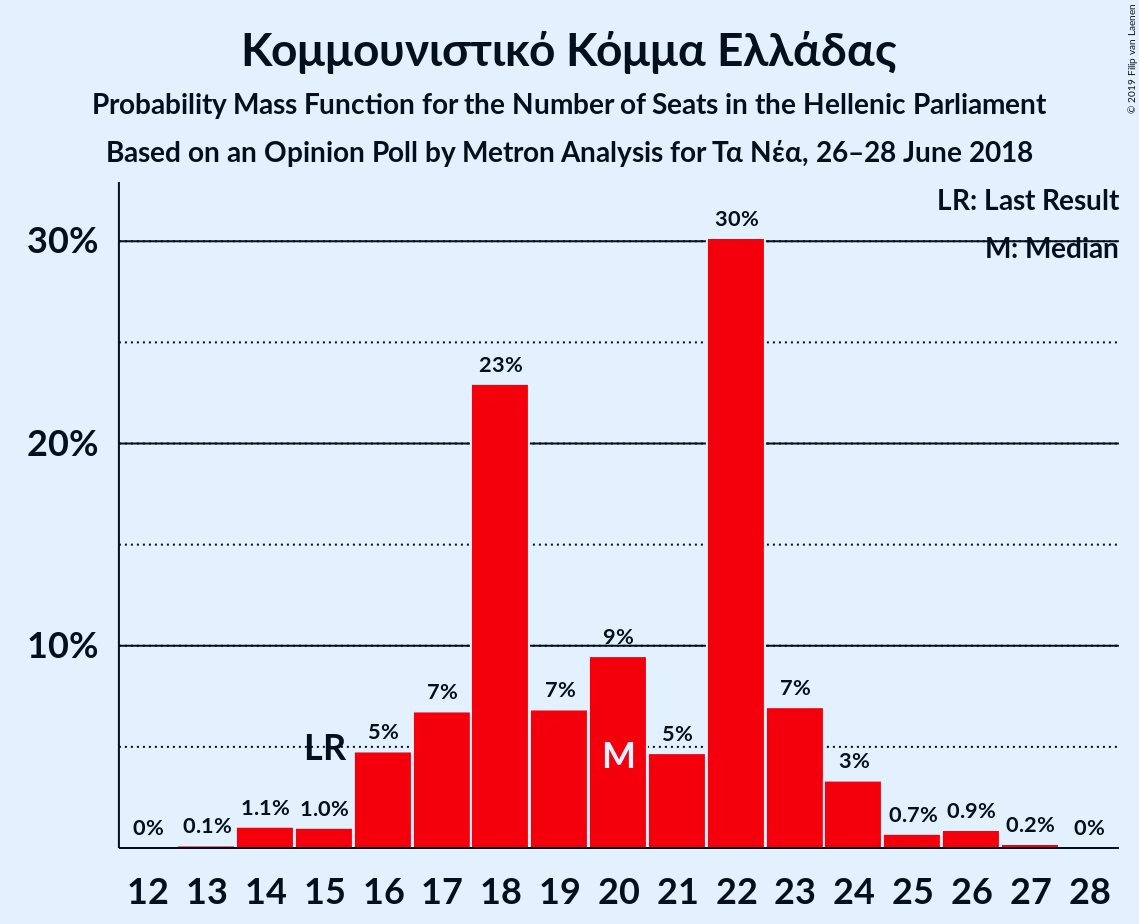 Κομμουνιστικό Κόμμα Ελλάδας
Probability Mass Function for the Number of Seats in the Hellenic Parliament
Based on an Opinion Poll by Metron Analysis for Τα Νέα, 26–28 June 2018
© 2019 Filip van Laenen
LR: Last Result
M: Median
30%
20%
10%
0%
0.1%
1.1%
1.0%
5%
7%
23%
7%
9%
5%
30%
7%
3%
0.7%
0.9%
0.2%
0%
LR
M
12 13 14 15 16 17 18 19 20 21 22 23 24 25 26 27 28